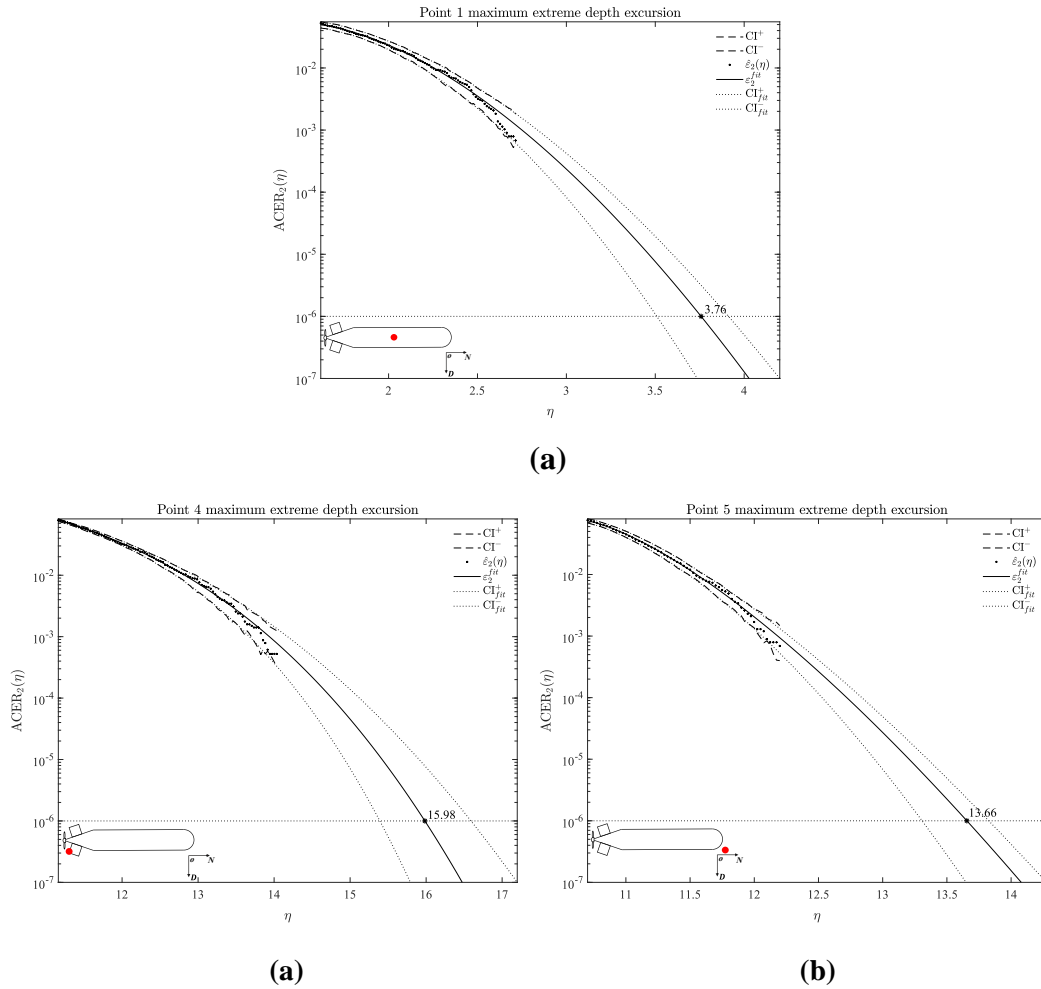 Point 1 maximum extreme depth excursion
CI⁺
CI⁻
ε̂₂(η)
ε₂ᶠⁱᵗ
CI⁺fit
CI⁻fit
ACER₂(η)
10⁻²
10⁻³
10⁻⁴
10⁻⁵
10⁻⁶
10⁻⁷
3.76
o N
D
2 2.5 3 3.5 4
η
(a)
Point 4 maximum extreme depth excursion
CI⁺
CI⁻
ε̂₂(η)
ε₂ᶠⁱᵗ
CI⁺fit
CI⁻fit
ACER₂(η)
10⁻²
10⁻³
10⁻⁴
10⁻⁵
10⁻⁶
10⁻⁷
15.98
o N
D
12 13 14 15 16 17
η
(a)
Point 5 maximum extreme depth excursion
CI⁺
CI⁻
ε̂₂(η)
ε₂ᶠⁱᵗ
CI⁺fit
CI⁻fit
ACER₂(η)
10⁻²
10⁻³
10⁻⁴
10⁻⁵
10⁻⁶
10⁻⁷
13.66
o N
D
11 11.5 12 12.5 13 13.5 14
η
(b)